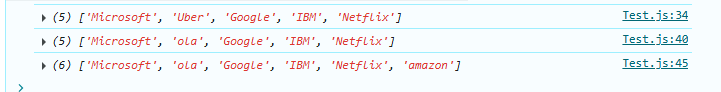 (5) ['Microsoft', 'Uber', 'Google', 'IBM', 'Netflix'] Test.js:34
(5) ['Microsoft', 'ola', 'Google', 'IBM', 'Netflix'] Test.js:40
(6) ['Microsoft', 'ola', 'Google', 'IBM', 'Netflix', 'amazon'] Test.js:45